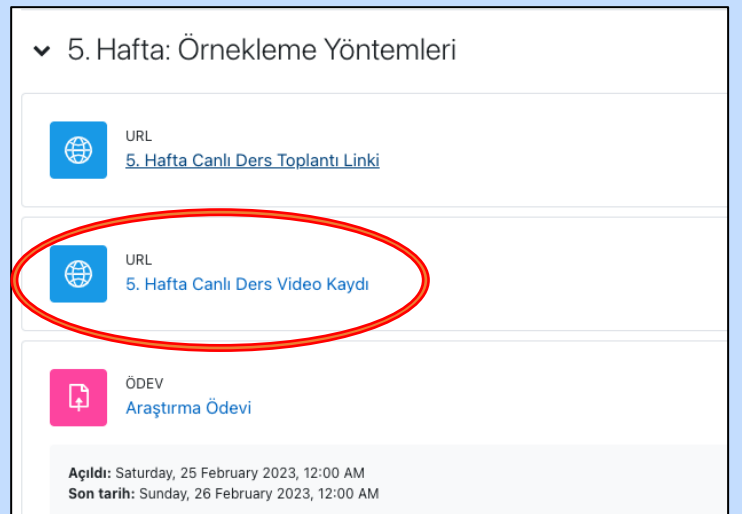 5. Hafta: Örnekleme Yöntemleri
URL
5. Hafta Canlı Ders Toplantı Linki
URL
5. Hafta Canlı Ders Video Kaydı
ÖDEV
Araştırma Ödevi
Açıldı: Saturday, 25 February 2023, 12:00 AM
Son tarih: Sunday, 26 February 2023, 12:00 AM